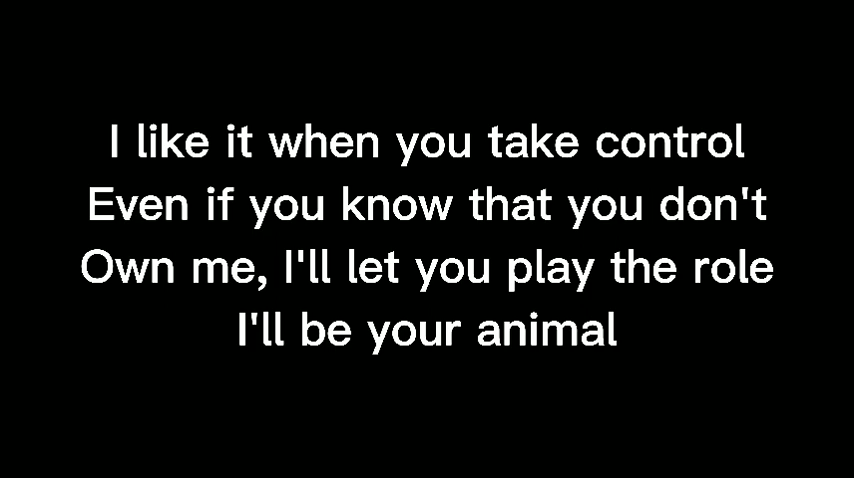 I like it when you take control
Even if you know that you don't
Own me, I'll let you play the role
I'll be your animal